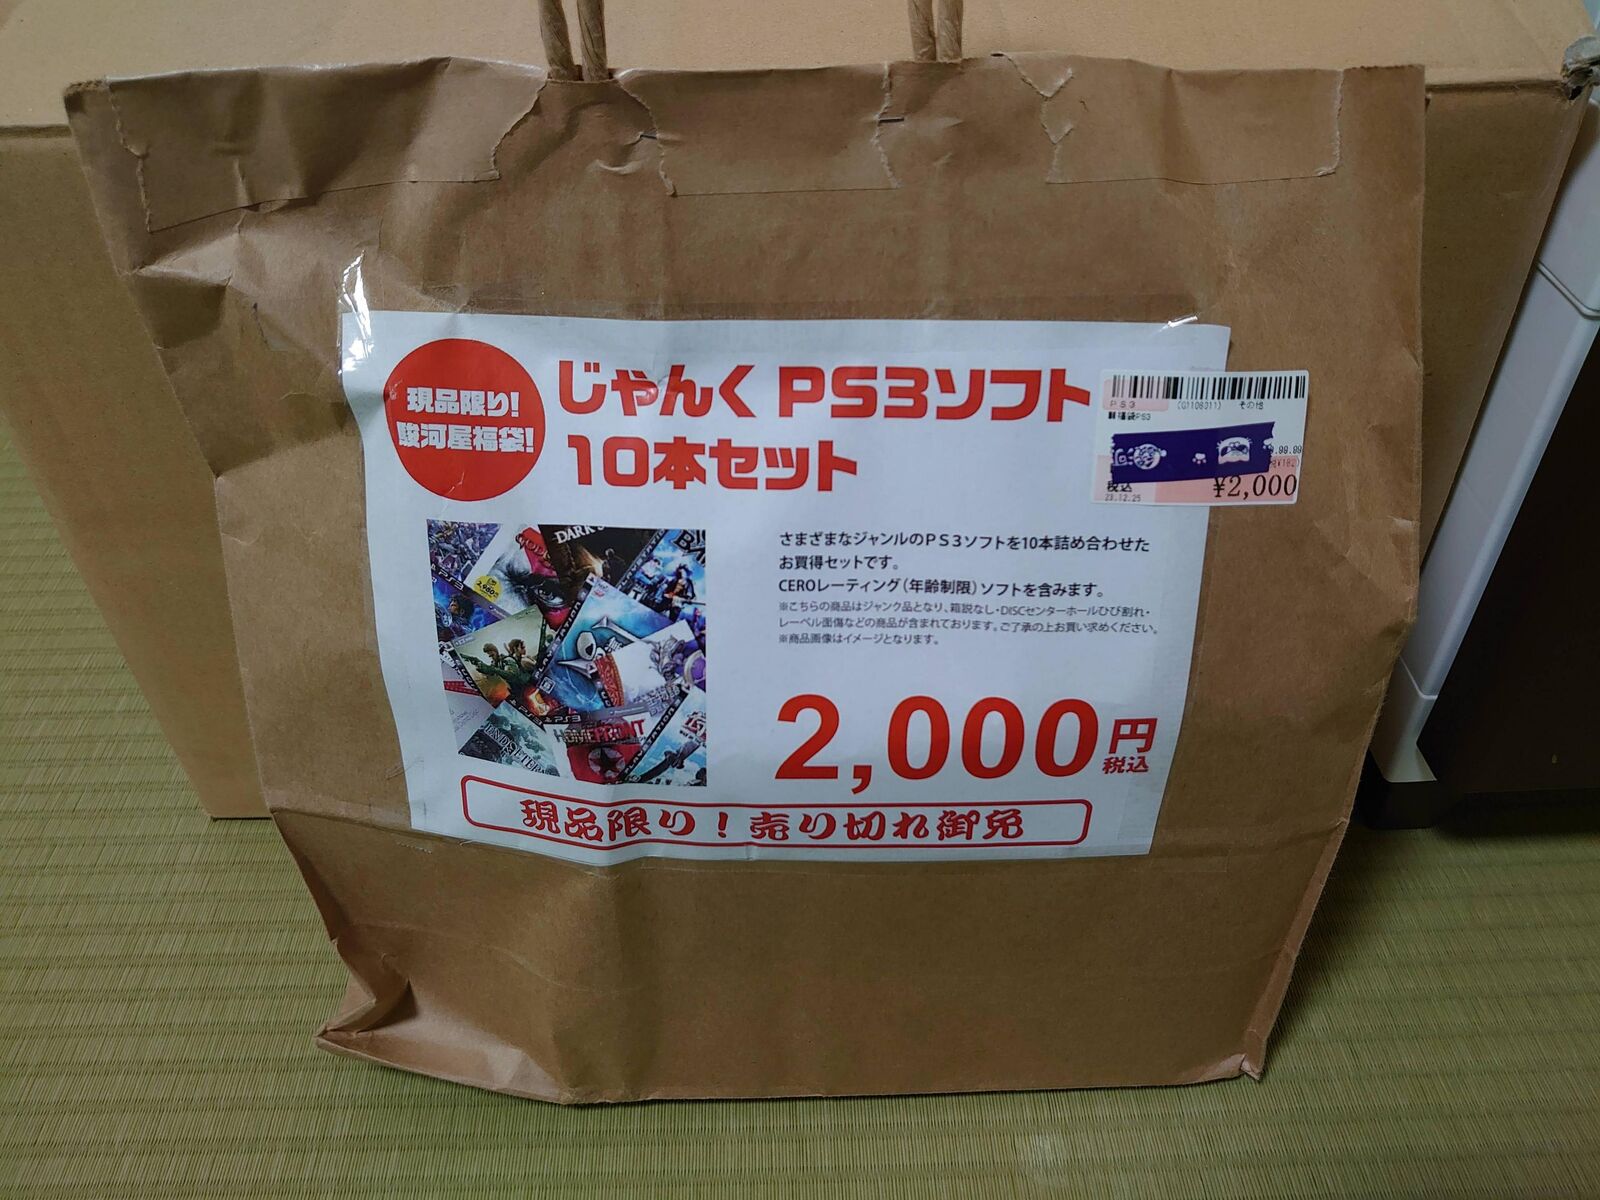 現品限り!
駿河屋福袋!
じゃんく PS3ソフト
10本セット
PS3 (G1108311) その他
福袋PS3
税込
¥2,000
23.12.25
さまざまなジャンルのPS3ソフトを10本詰め合わせた
お買得セットです。
CEROレーティング(年齢制限)ソフトを含みます。
※こちらの商品はジャンク品となり、箱説なし・DISCセンターホールひび割れ・
レーベル面傷などの商品が含まれております。ご了承の上お買い求めください。
※商品画像はイメージとなります。
DARK
PS3
HOMEFRONT
2,000円
税込
現品限り!売り切れ御免